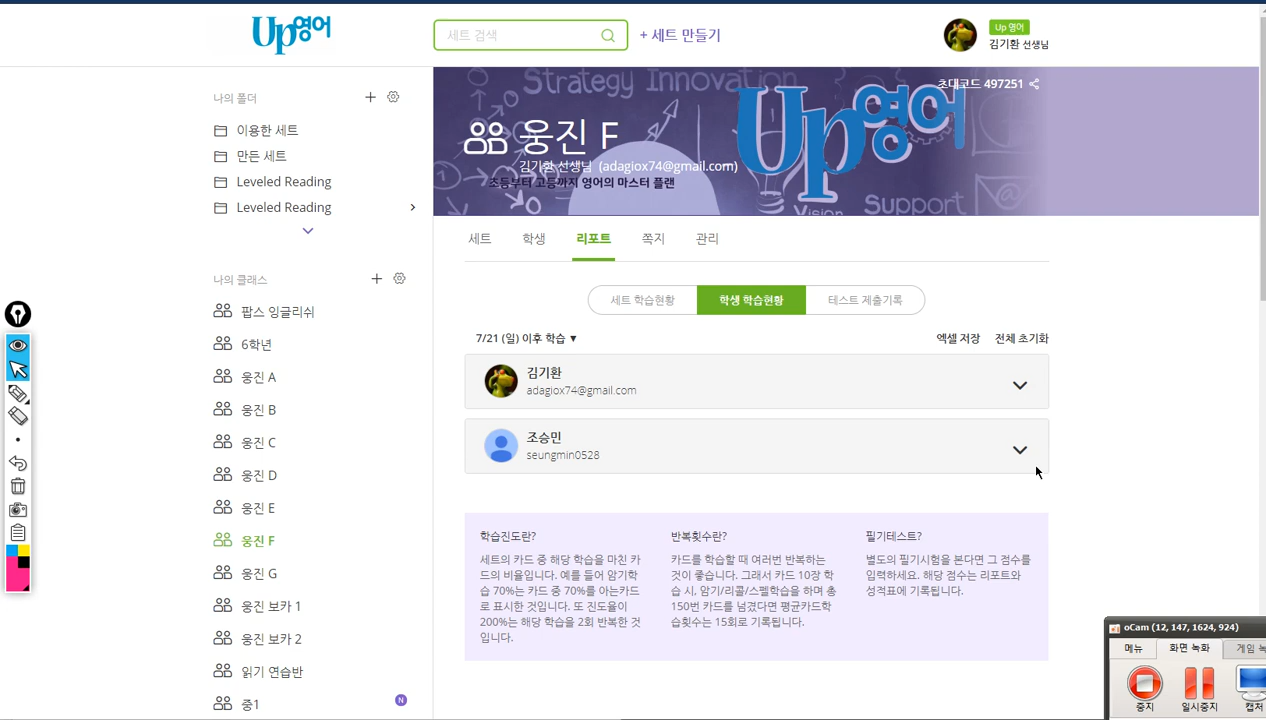 Up영어
세트 검색
+ 세트 만들기
Up 영어
김기환 선생님
나의 폴더
이용한 세트
만든 세트
Leveled Reading
Leveled Reading
나의 클래스
팝스 잉글리쉬
6학년
웅진 A
웅진 B
웅진 C
웅진 D
웅진 E
웅진 F
웅진 G
웅진 보카 1
웅진 보카 2
읽기 연습반
중1
N
Strategy Innovation
초대코드 497251
Up영어
웅진 F
김기환 선생님 (adagiox74@gmail.com)
초등부터 고등까지 영어의 마스터 플랜
Vision
Support
세트 학생 리포트 쪽지 관리
세트 학습현황 학생 학습현황 테스트 제출기록
7/21 (일) 이후 학습 ▼
엑셀 저장 전체 초기화
김기환
adagiox74@gmail.com
조승민
seungmin0528
학습진도란?
세트의 카드 중 해당 학습을 마친 카
드의 비율입니다. 예를 들어 암기학
습 70%는 카드 중 70%를 아는카드
로 표시한 것입니다. 또 진도율이
200%는 해당 학습을 2회 반복한 것
입니다.
반복횟수란?
카드를 학습할 때 여러번 반복하는
것이 좋습니다. 그래서 카드 10장 학
습 시, 암기/리콜/스펠학습을 하며 총
150번 카드를 넘겼다면 평균카드학
습횟수는 15회로 기록됩니다.
필기테스트?
별도의 필기시험을 본다면 그 점수를
입력하세요. 해당 점수는 리포트와
성적표에 기록됩니다.
oCam (12, 147, 1624, 924)
메뉴 화면 녹화 게임 녹
중지 일시중지 캡처